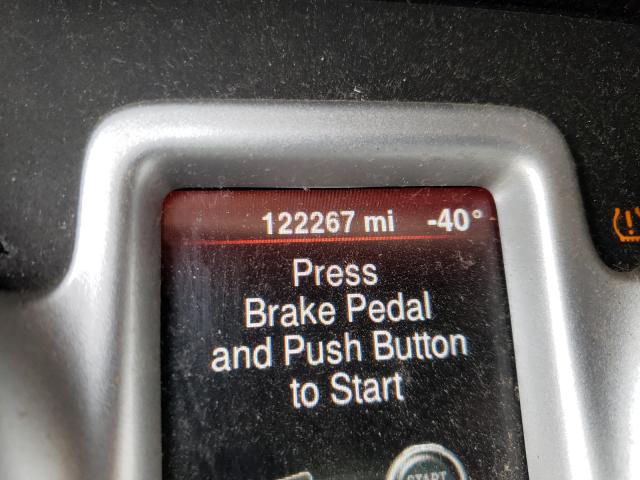 122267 mi -40°
Press
Brake Pedal
and Push Button
to Start
START